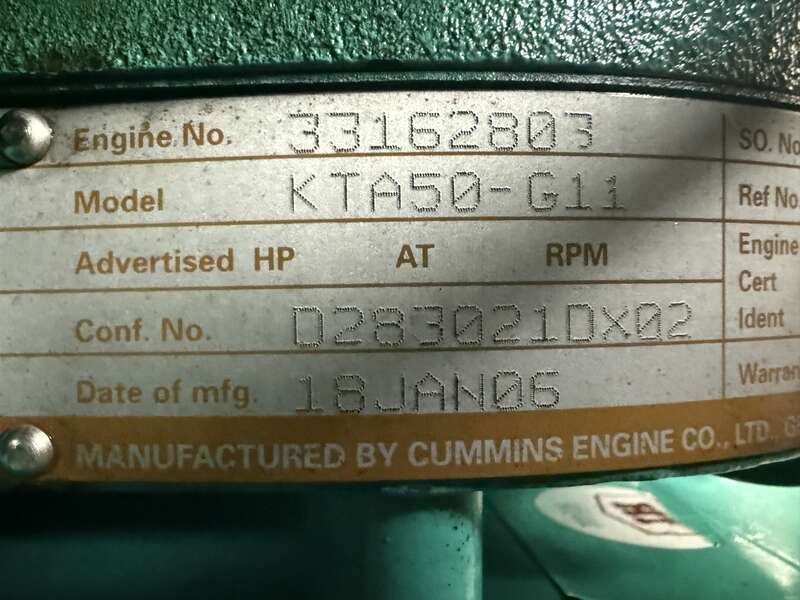 Engine No. 33162803 SO. No
Model KTA50-G11 Ref No
Advertised HP AT RPM Engine
Cert
Conf. No. D283021DX02 Ident
Date of mfg. 18JAN06 Warran
MANUFACTURED BY CUMMINS ENGINE CO., LTD.,